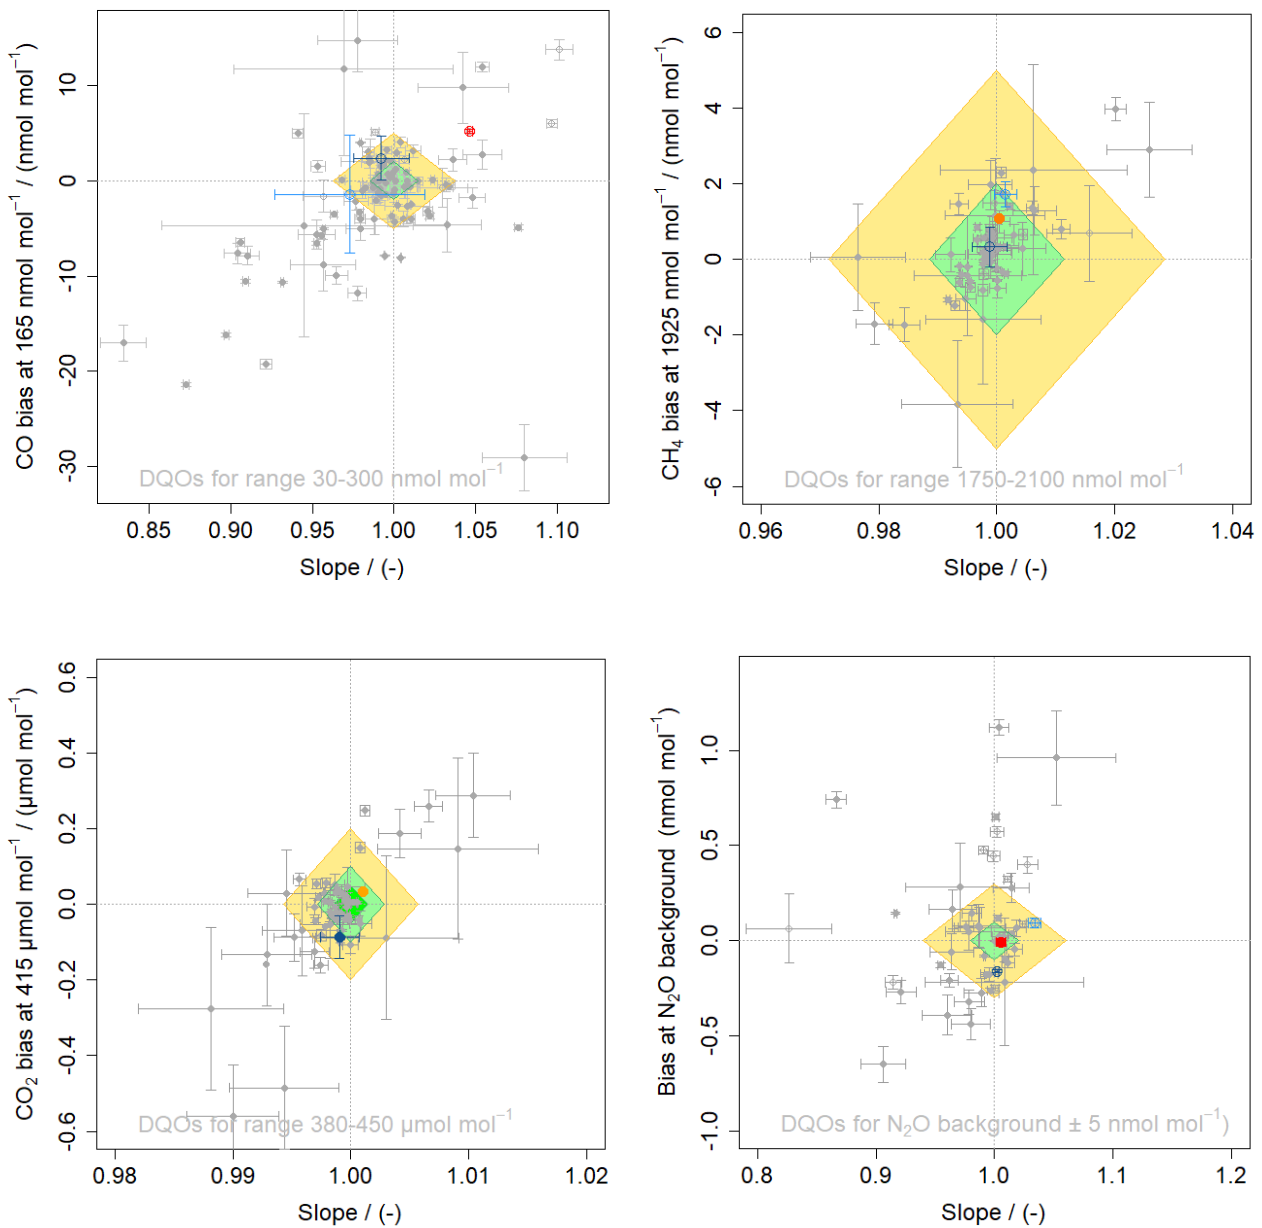 CO bias at 165 nmol mol⁻¹ / (nmol mol⁻¹)
10
0
-10
-20
-30
DQOs for range 30-300 nmol mol⁻¹
0.85 0.90 0.95 1.00 1.05 1.10
Slope / (-)
CH₄ bias at 1925 nmol mol⁻¹ / (nmol mol⁻¹)
6
4
2
0
-2
-4
-6
DQOs for range 1750-2100 nmol mol⁻¹
0.96 0.98 1.00 1.02 1.04
Slope / (-)
CO₂ bias at 415 µmol mol⁻¹ / (µmol mol⁻¹)
0.6
0.4
0.2
0.0
-0.2
-0.4
-0.6
DQOs for range 380-450 µmol mol⁻¹
0.98 0.99 1.00 1.01 1.02
Slope / (-)
Bias at N₂O background (nmol mol⁻¹)
1.0
0.5
0.0
-0.5
-1.0
DQOs for N₂O background ± 5 nmol mol⁻¹)
0.8 0.9 1.0 1.1 1.2
Slope / (-)